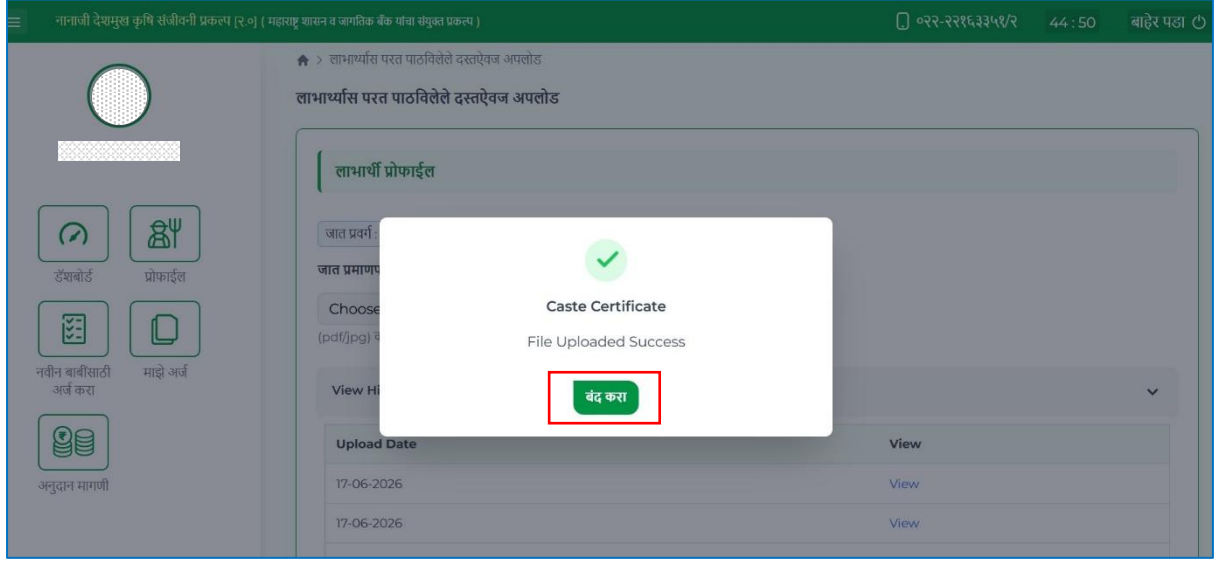 नानाजी देशमुख कृषि संजीवनी प्रकल्प [२.०] ( महाराष्ट्र शासन व जागतिक बँक यांचा संयुक्त प्रकल्प ) ०२२-२२१६३३५१/२ 44 : 50 बाहेर पडा
> लाभार्थ्यास परत पाठविलेले दस्तऐवज अपलोड
लाभार्थ्यास परत पाठविलेले दस्तऐवज अपलोड
लाभार्थी प्रोफाईल
डॅशबोर्ड प्रोफाईल
नवीन बाबींसाठी अर्ज करा
माझे अर्ज
अनुदान मागणी
जात प्रवर्ग :
जात प्रमाणप
Choose
(pdf/jpg)
View Hi
Caste Certificate
File Uploaded Success
बंद करा
Upload Date View
17-06-2026 View
17-06-2026 View